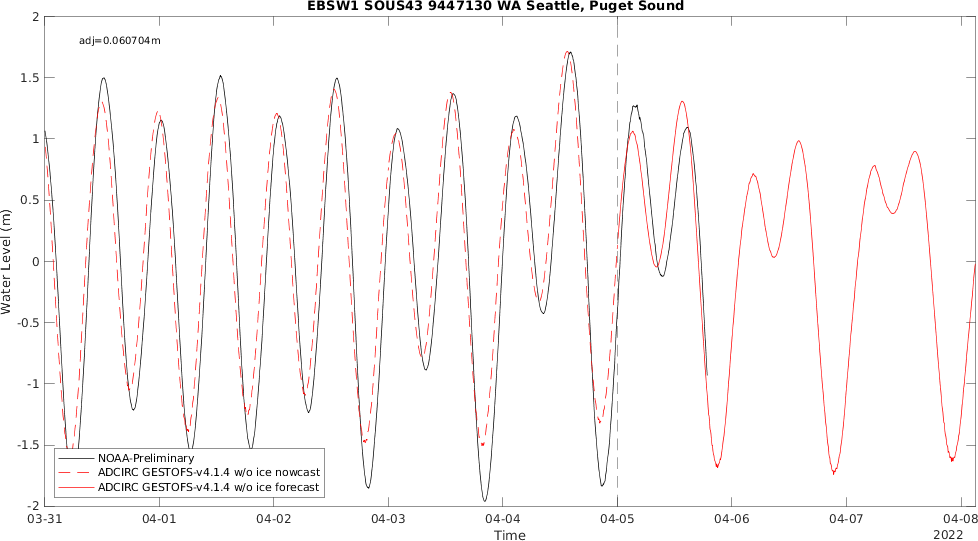 EBSW1 SOUS43 9447130 WA Seattle, Puget Sound
adj=0.060704m
2
1.5
1
0.5
0
-0.5
-1
-1.5
-2
Water Level (m)
NOAA-Preliminary
ADCIRC GESTOFS-v4.1.4 w/o ice nowcast
ADCIRC GESTOFS-v4.1.4 w/o ice forecast
03-31 04-01 04-02 04-03 04-04 04-05 04-06 04-07 04-08
Time
2022